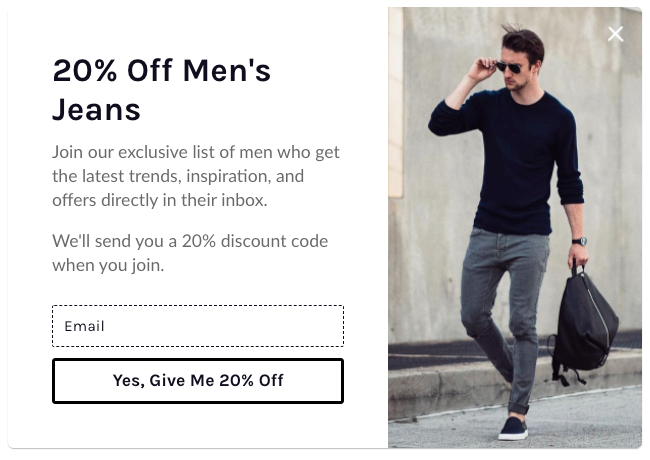 20% Off Men's
Jeans
Join our exclusive list of men who get
the latest trends, inspiration, and
offers directly in their inbox.
We'll send you a 20% discount code
when you join.
Email
Yes, Give Me 20% Off